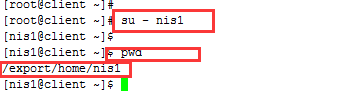 [root@client ~]#
[root@client ~]# su - nis1
[nis1@client ~]$
[nis1@client ~]$ pwd
/export/home/nis1
[nis1@client ~]$